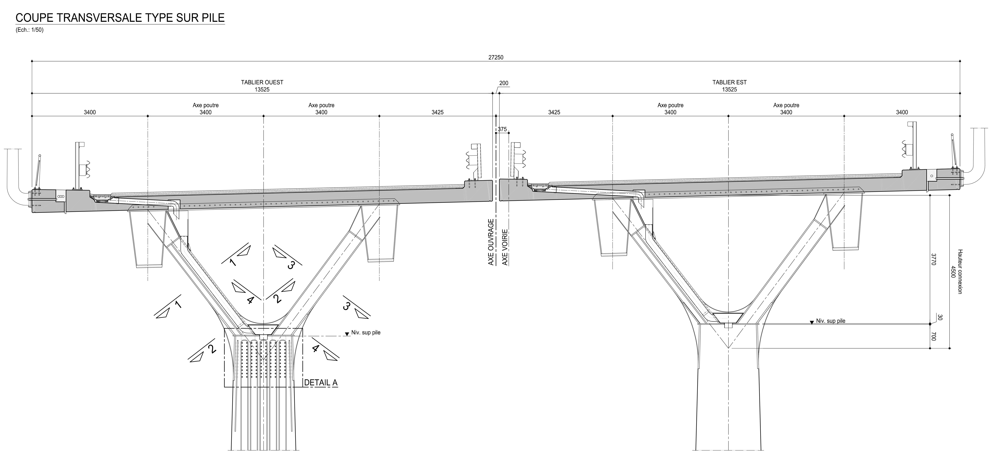 COUPE TRANSVERSALE TYPE SUR PILE
(Ech.: 1/50)
27250
TABLIER OUEST
13525
200
TABLIER EST
13525
Axe poutre
Axe poutre
Axe poutre
Axe poutre
3400
3400
3400
3425
3425
3400
3400
3400
375
AXE OUVRAGE
AXE VOIRIE
1
3
4
2
1
3
2
4
Niv. sup pile
DETAIL A
Niv. sup pile
3770
30
700
4500
Hauteur connexion